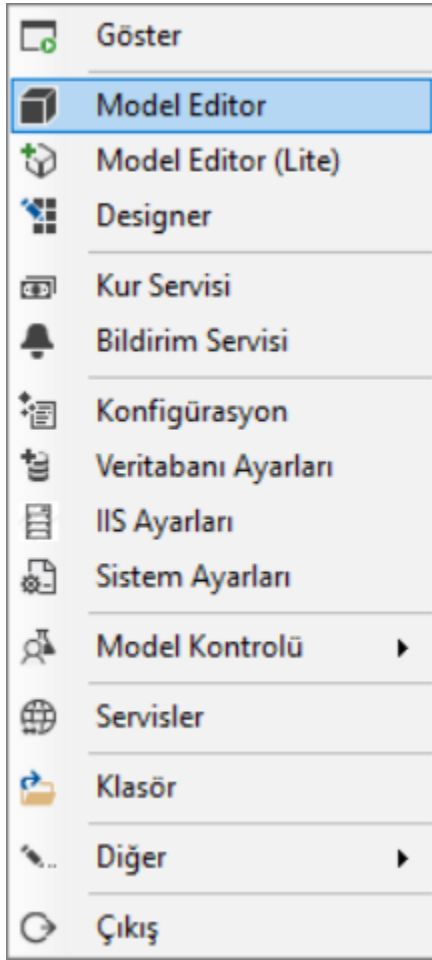 Göster
Model Editor
Model Editor (Lite)
Designer
Kur Servisi
Bildirim Servisi
Konfigürasyon
Veritabanı Ayarları
IIS Ayarları
Sistem Ayarları
Model Kontrolü
Servisler
Klasör
Diğer
Çıkış